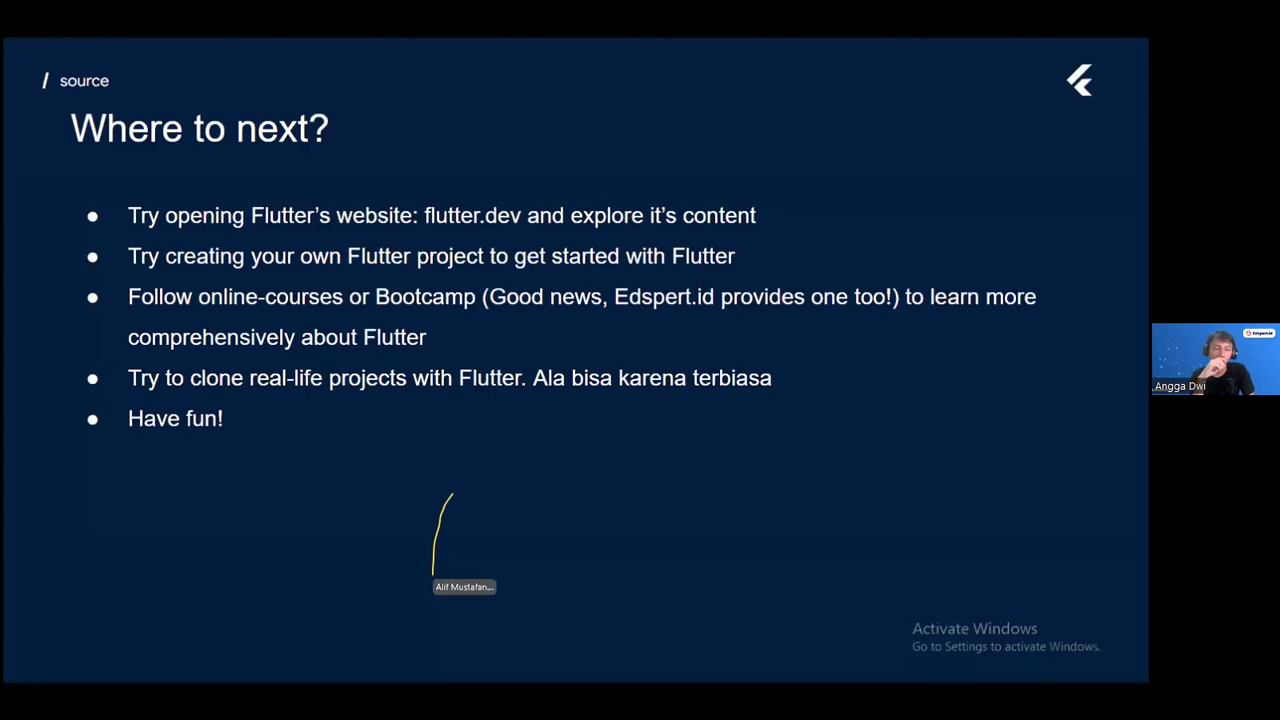 / source
Where to next?
● Try opening Flutter’s website: flutter.dev and explore it’s content
● Try creating your own Flutter project to get started with Flutter
● Follow online-courses or Bootcamp (Good news, Edspert.id provides one too!) to learn more
comprehensively about Flutter
● Try to clone real-life projects with Flutter. Ala bisa karena terbiasa
● Have fun!
Edspert.id
Angga Dwi
Alif Mustafan...
Activate Windows
Go to Settings to activate Windows.